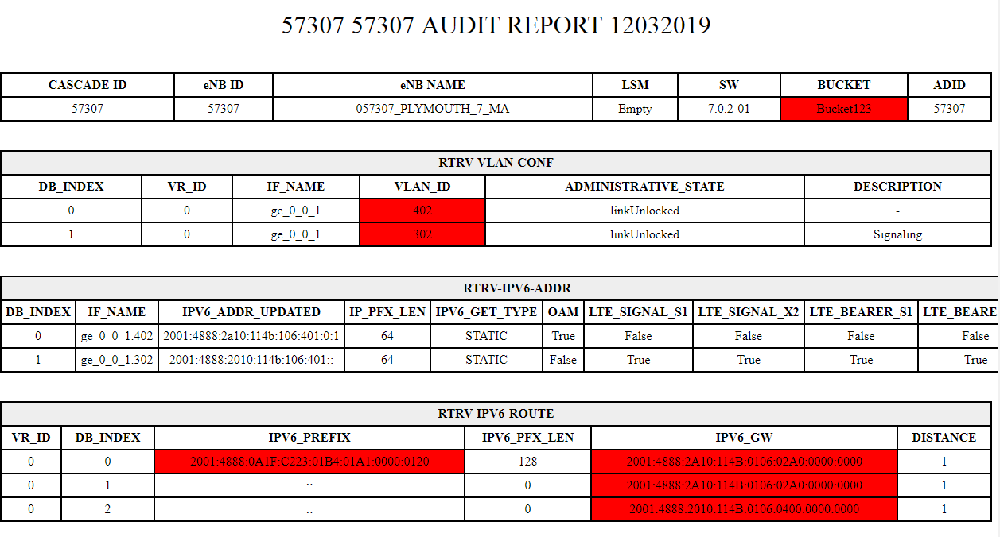 57307 57307 AUDIT REPORT 12032019
CASCADE ID eNB ID eNB NAME LSM SW BUCKET ADID
57307 57307 057307_PLYMOUTH_7_MA Empty 7.0.2-01 Bucket123 57307
RTRV-VLAN-CONF
DB_INDEX VR_ID IF_NAME VLAN_ID ADMINISTRATIVE_STATE DESCRIPTION
0 0 ge_0_0_1 402 linkUnlocked -
1 0 ge_0_0_1 302 linkUnlocked Signaling
RTRV-IPV6-ADDR
DB_INDEX IF_NAME IPV6_ADDR_UPDATED IP_PFX_LEN IPV6_GET_TYPE OAM LTE_SIGNAL_S1 LTE_SIGNAL_X2 LTE_BEARER_S1 LTE_BEARE
0 ge_0_0_1.402 2001:4888:2a10:114b:106:401:0:1 64 STATIC True False False False False
1 ge_0_0_1.302 2001:4888:2010:114b:106:401:: 64 STATIC False True True True True
RTRV-IPV6-ROUTE
VR_ID DB_INDEX IPV6_PREFIX IPV6_PFX_LEN IPV6_GW DISTANCE
0 0 2001:4888:0A1F:C223:01B4:01A1:0000:0120 128 2001:4888:2A10:114B:0106:02A0:0000:0000 1
0 1 :: 0 2001:4888:2A10:114B:0106:02A0:0000:0000 1
0 2 :: 0 2001:4888:2010:114B:0106:0400:0000:0000 1